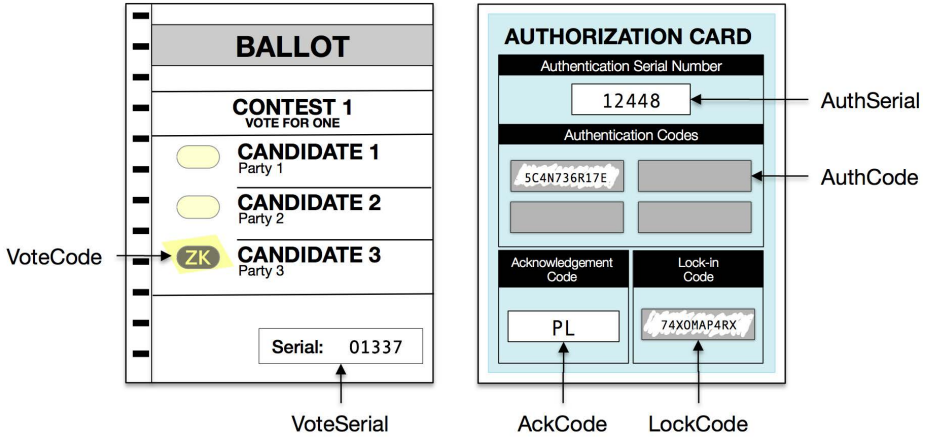 BALLOT
CONTEST 1
VOTE FOR ONE
CANDIDATE 1
Party 1
CANDIDATE 2
Party 2
ZK
CANDIDATE 3
Party 3
Serial: 01337
VoteCode
VoteSerial
AUTHORIZATION CARD
Authentication Serial Number
12448
Authentication Codes
5C4N736R17E
Acknowledgement
Code
PL
Lock-in
Code
74XOMAP4RX
AuthSerial
AuthCode
AckCode
LockCode